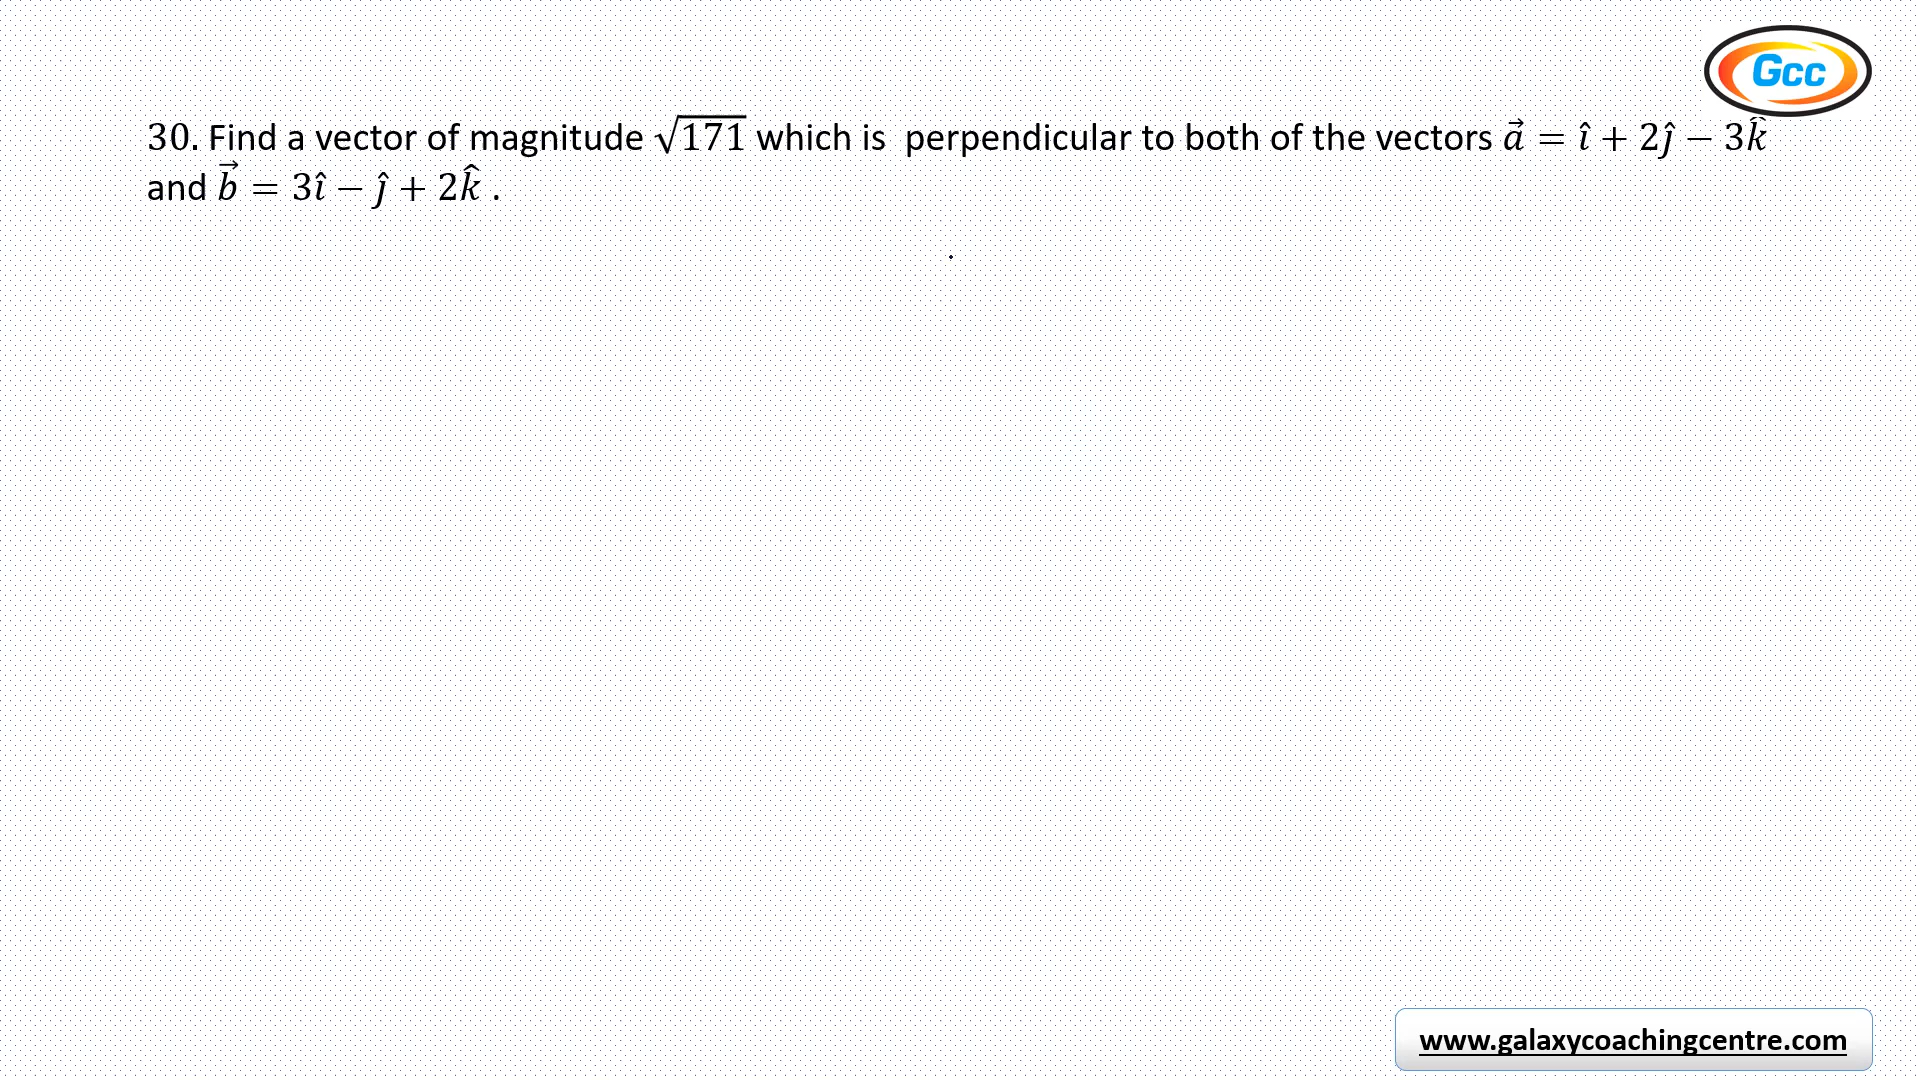 Gcc
30. Find a vector of magnitude √171 which is  perpendicular to both of the vectors a⃗ = î + 2ĵ − 3k̂
and b⃗ = 3î − ĵ + 2k̂ .
www.galaxycoachingcentre.com